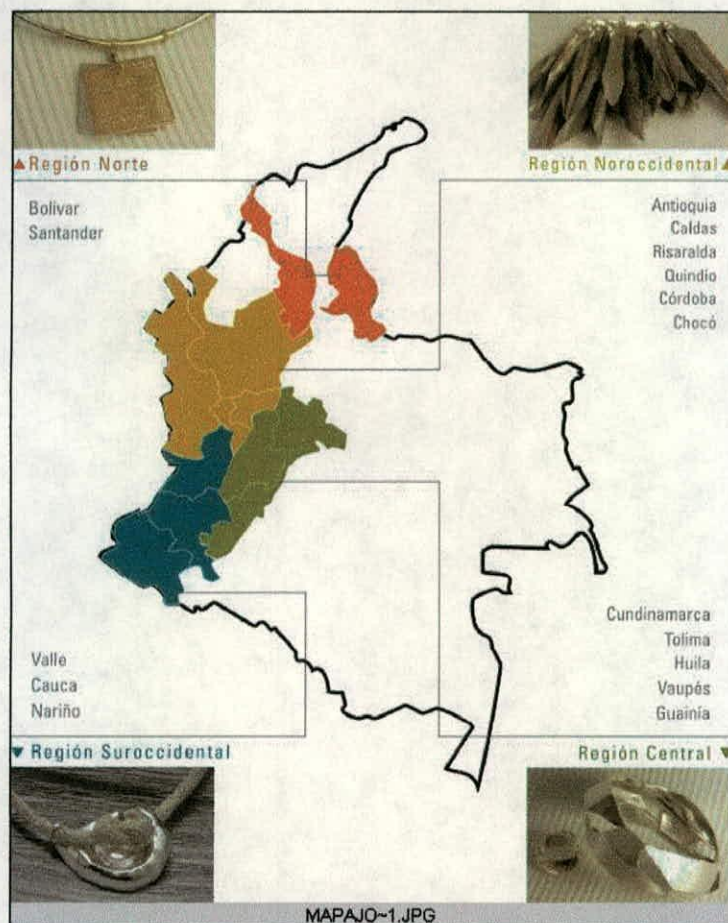 ▲Región Norte
Bolivar
Santander
Región Noroccidental▲
Antioquia
Caldas
Risaralda
Quindio
Córdoba
Chocó
Valle
Cauca
Nariño
▼ Región Suroccidental
Cundinamarca
Tolima
Huila
Vaupés
Guainía
Región Central ▼
MAPAJO~1.JPG